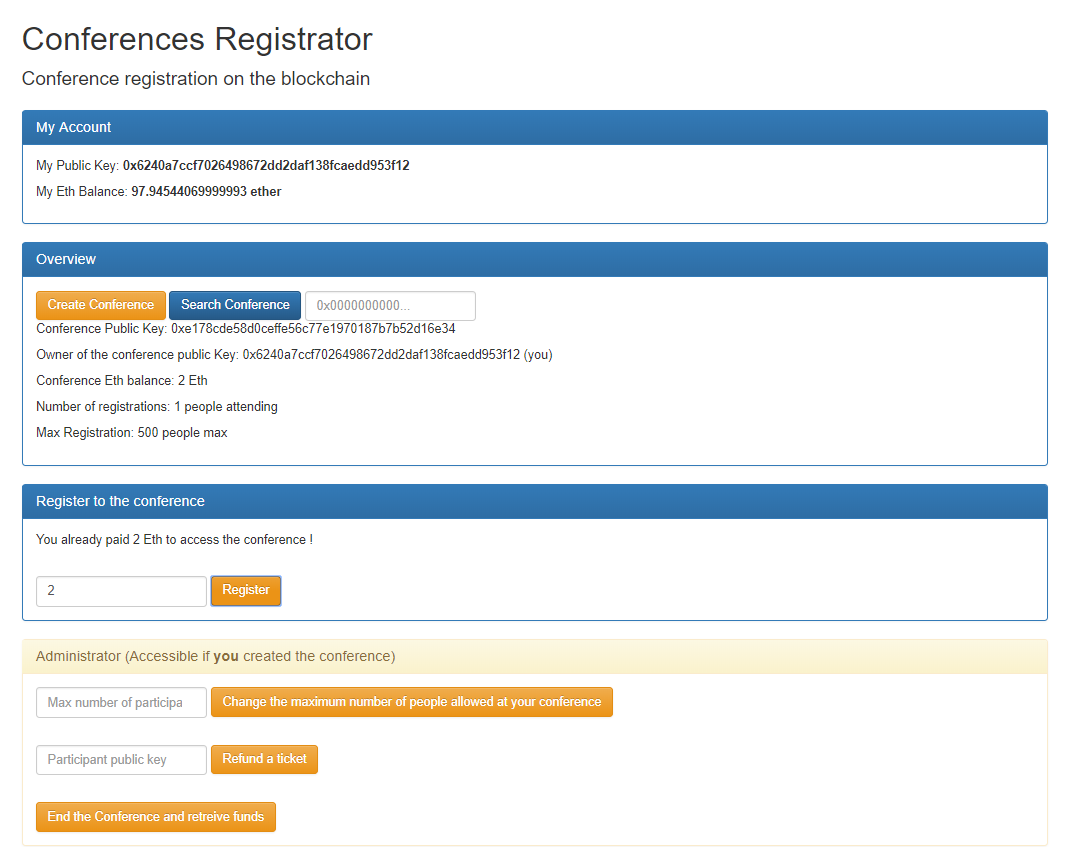 Conferences Registrator
Conference registration on the blockchain
My Account
My Public Key: 0x6240a7ccf7026498672dd2daf138fcaedd953f12
My Eth Balance: 97.94544069999993 ether
Overview
Create Conference Search Conference 0x0000000000...
Conference Public Key: 0xe178cde58d0ceffe56c77e1970187b7b52d16e34
Owner of the conference public Key: 0x6240a7ccf7026498672dd2daf138fcaedd953f12 (you)
Conference Eth balance: 2 Eth
Number of registrations: 1 people attending
Max Registration: 500 people max
Register to the conference
You already paid 2 Eth to access the conference !
2 Register
Administrator (Accessible if you created the conference)
Max number of participa Change the maximum number of people allowed at your conference
Participant public key Refund a ticket
End the Conference and retreive funds